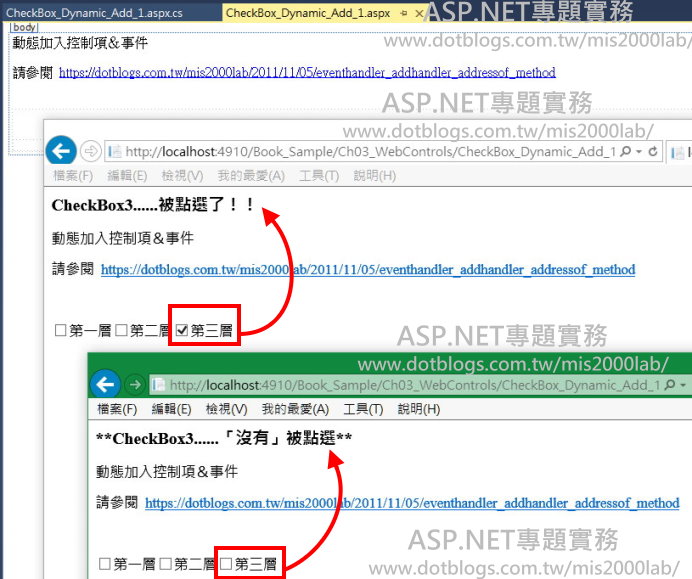 CheckBox_Dynamic_Add_1.aspx.cs
CheckBox_Dynamic_Add_1.aspx
ASP.NET專題實務
body
動態加入控制項&事件
www.dotblogs.com.tw/mis2000lab/
請參閱 https://dotblogs.com.tw/mis2000lab/2011/11/05/eventhandler_addhandler_addressof_method
ASP.NET專題實務
www.dotblogs.com.tw/mis2000lab/
http://localhost:4910/Book_Sample/Ch03_WebControls/CheckBox_Dynamic_Add_1
檔案(F) 編輯(E) 檢視(V) 我的最愛(A) 工具(T) 說明(H)
CheckBox3......被點選了!!
動態加入控制項&事件
請參閱 https://dotblogs.com.tw/mis2000lab/2011/11/05/eventhandler_addhandler_addressof_method
第一層 第二層 第三層
ASP.NET專題實務
www.dotblogs.com.tw/mis2000lab/
http://localhost:4910/Book_Sample/Ch03_WebControls/CheckBox_Dynamic_Add_1
檔案(F) 編輯(E) 檢視(V) 我的最愛(A) 工具(T) 說明(H)
**CheckBox3......「沒有」被點選**
動態加入控制項&事件
請參閱 https://dotblogs.com.tw/mis2000lab/2011/11/05/eventhandler_addhandler_addressof_method
ASP.NET專題實務
第一層 第二層 第三層
www.dotblogs.com.tw/mis2000lab/